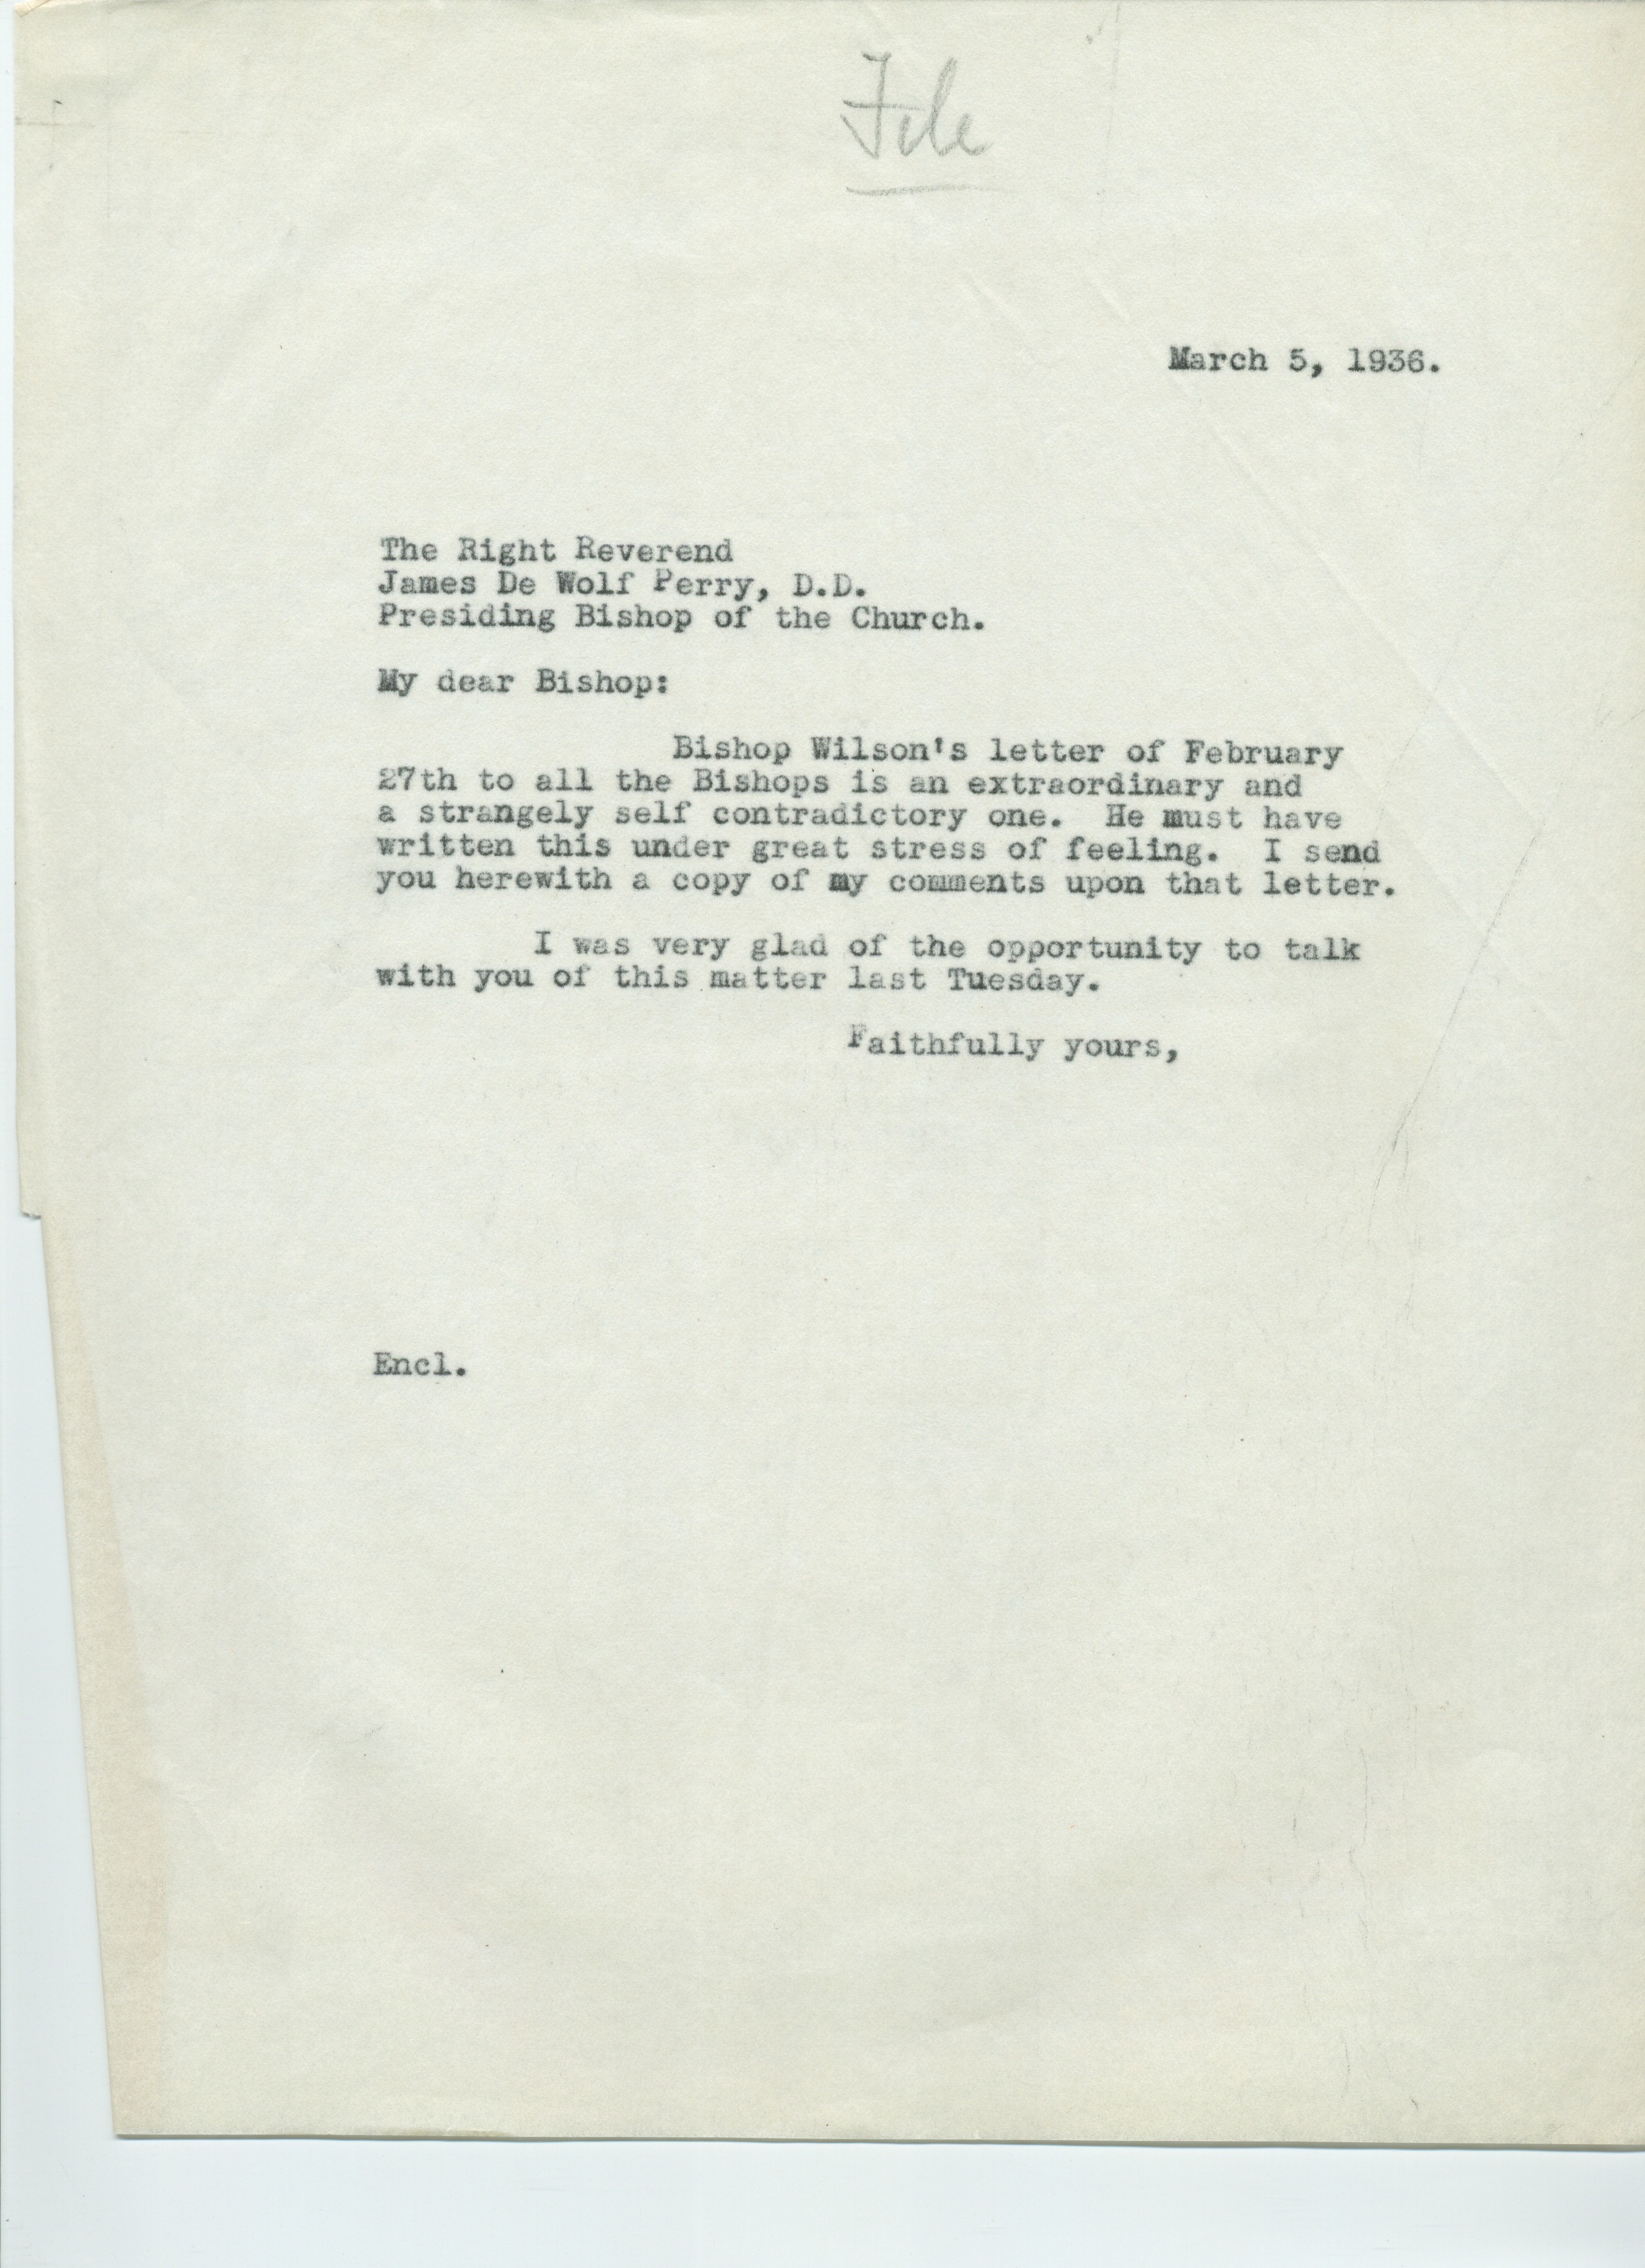 File
March 5, 1936.
The Right Reverend
James De Wolf Perry, D.D.
Presiding Bishop of the Church.
My dear Bishop:
Bishop Wilson's letter of February
27th to all the Bishops is an extraordinary and
a strangely self contradictory one.  He must have
written this under great stress of feeling.  I send
you herewith a copy of my comments upon that letter.
I was very glad of the opportunity to talk
with you of this matter last Tuesday.
Faithfully yours,
Encl.